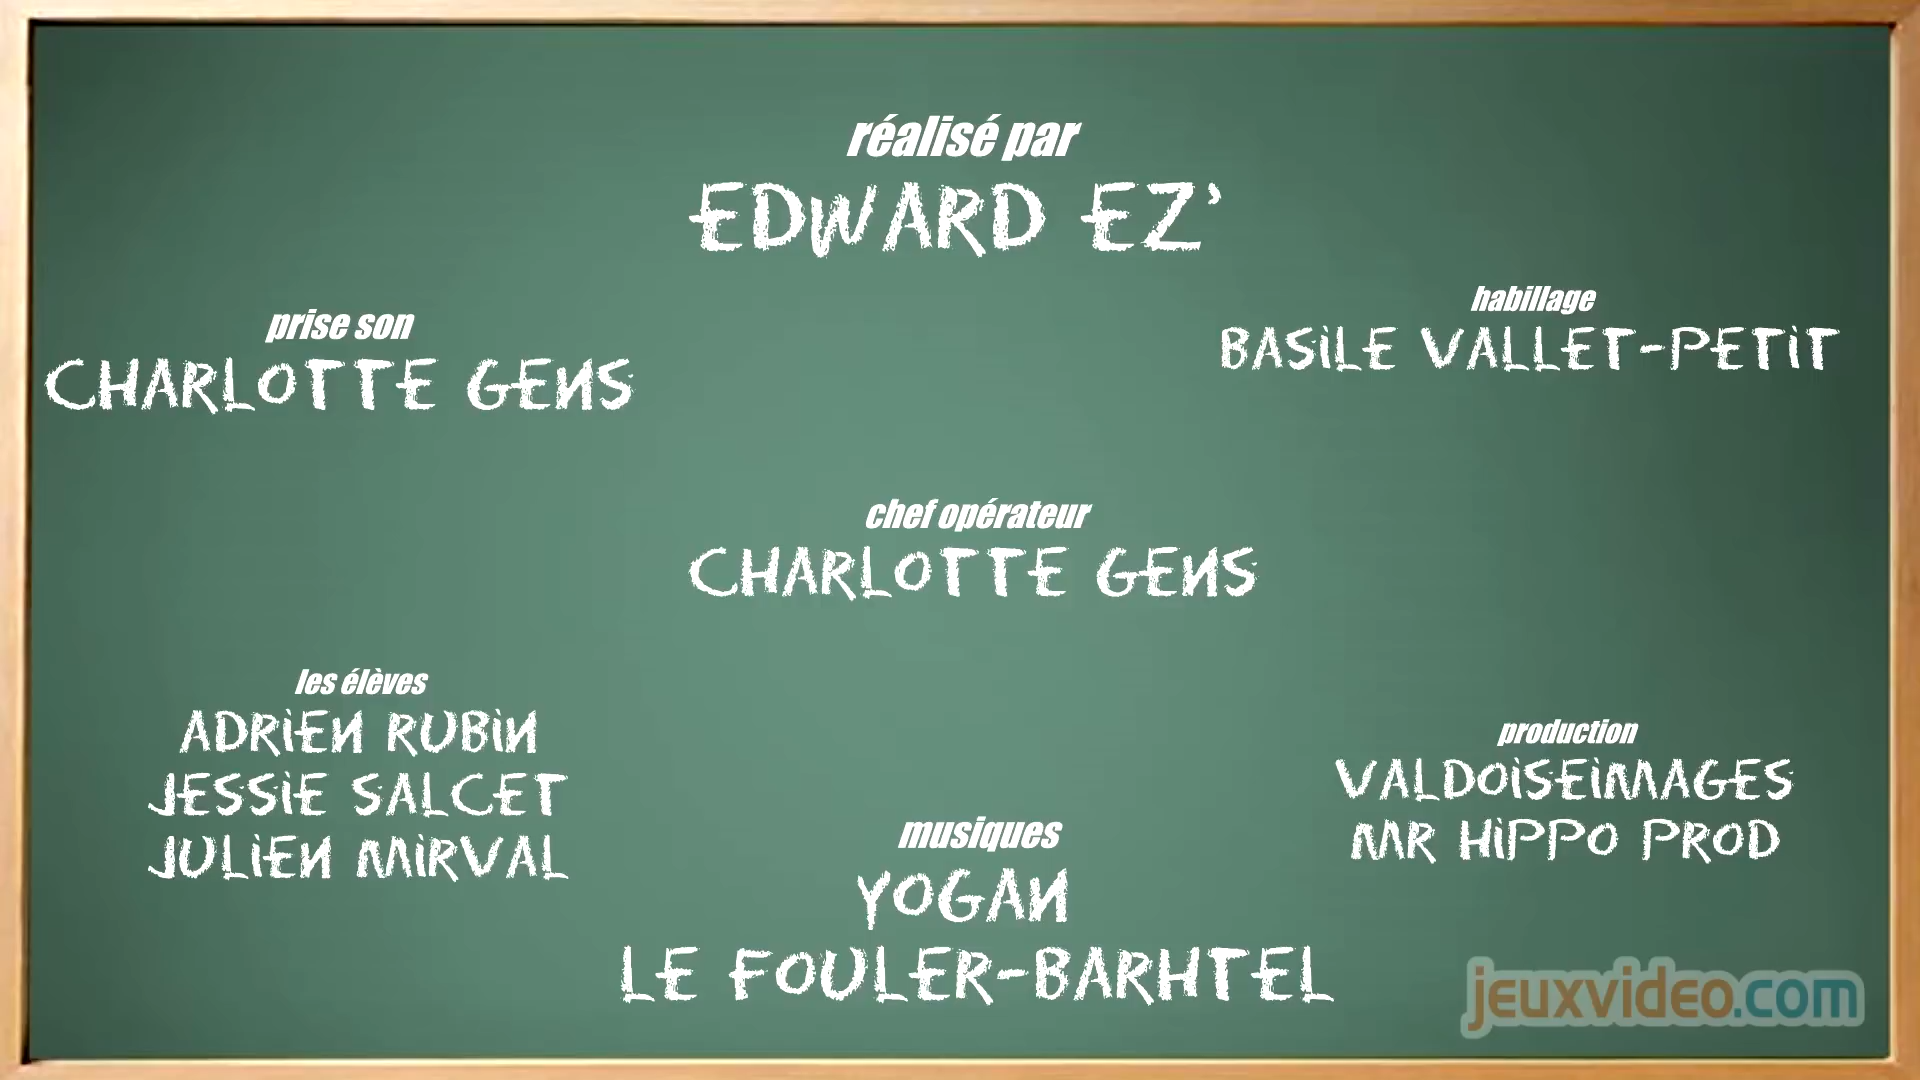 réalisé par
EDWARD EZ'
prise son
CHARLOTTE GENS
habillage
BASiLE VALLET-PETiT
chef opérateur
CHARLOTTE GENS
les élèves
ADRiEN RUBiN
JESSiE SALCET
JULiEN MiRVAL
musiques
YOGAN
LE FOULER-BARHTEL
production
VALDOiSEiMAGES
MR HiPPO PROD
jeuxvideo.com